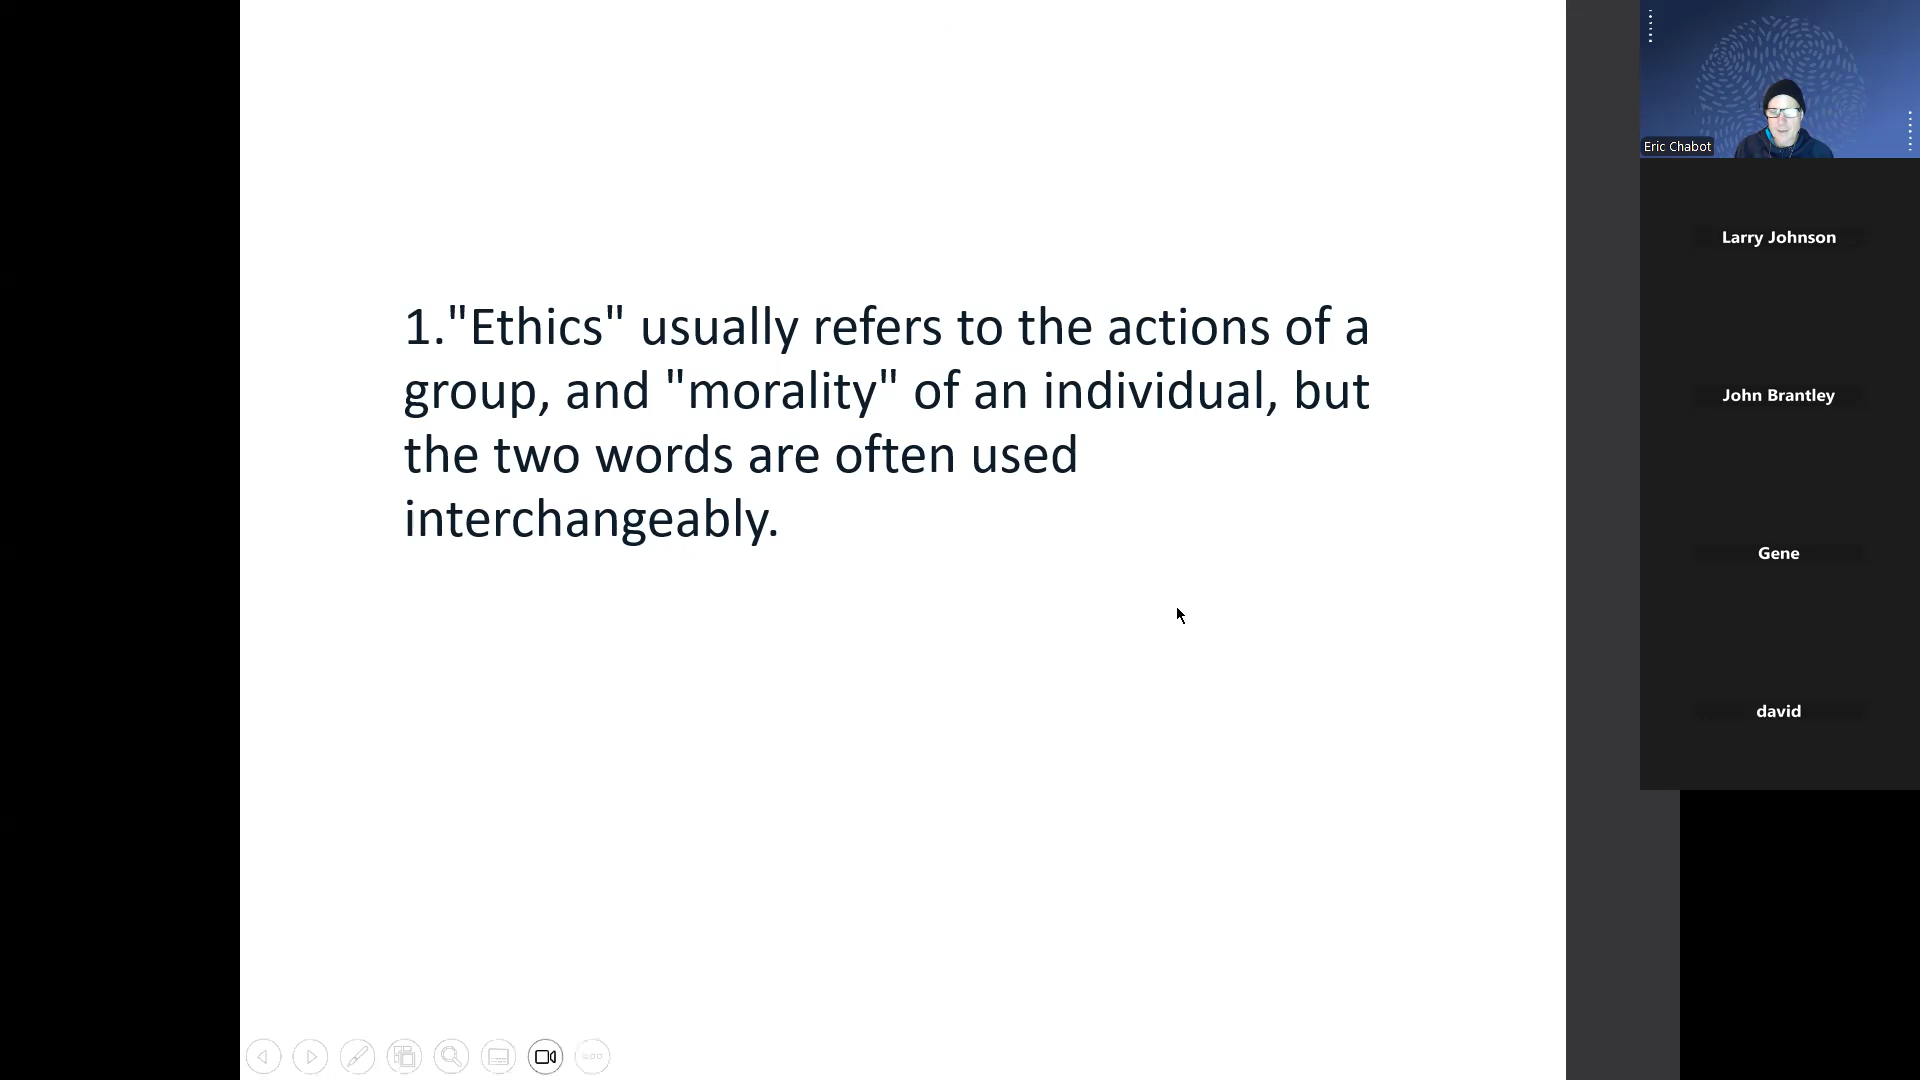 1."Ethics" usually refers to the actions of a
group, and "morality" of an individual, but
the two words are often used
interchangeably.
Eric Chabot
Larry Johnson
John Brantley
Gene
david